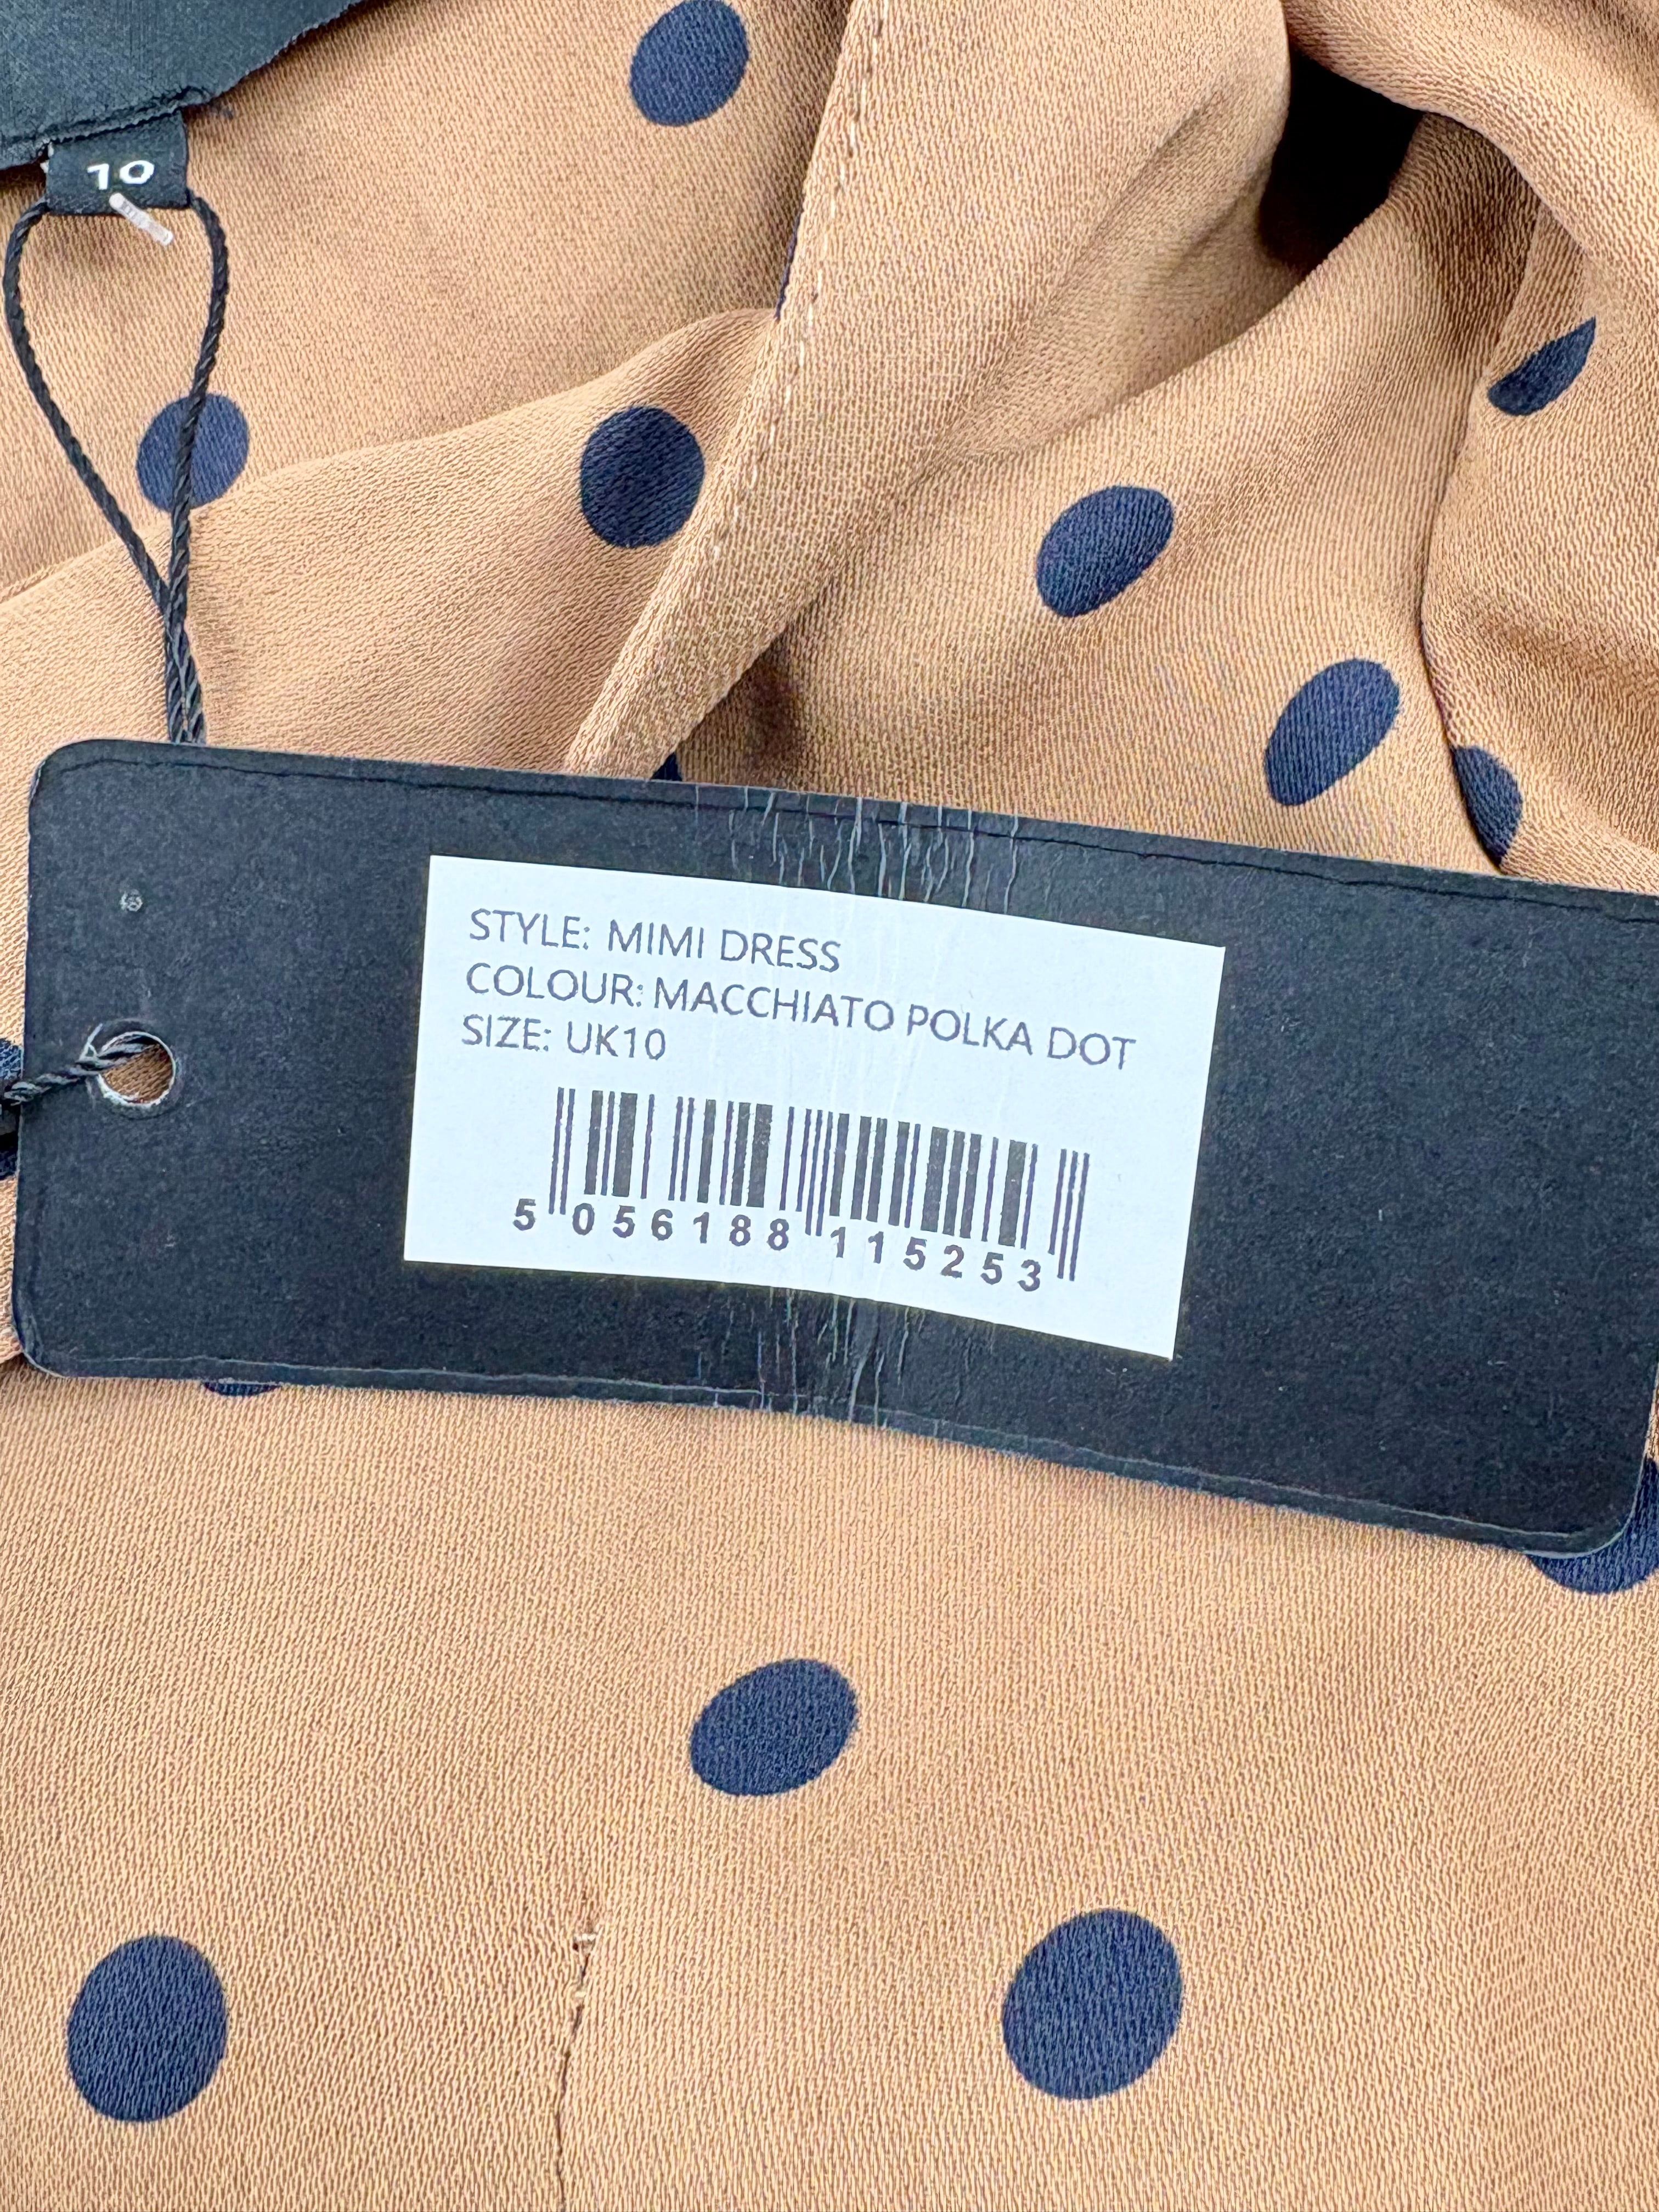 10
STYLE: MIMI DRESS
COLOUR: MACCHIATO POLKA DOT
SIZE: UK10
5 056188 115253